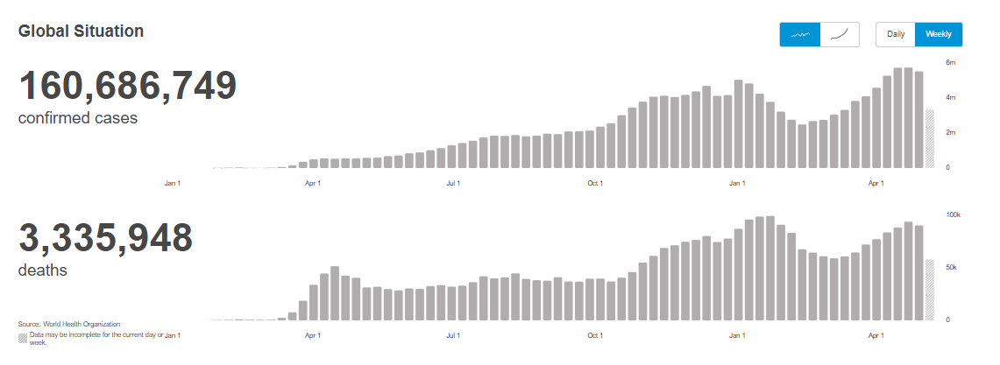 Global Situation
Daily Weekly
160,686,749
confirmed cases
6m
4m
2m
0
Jan 1 Apr 1 Jul 1 Oct 1 Jan 1 Apr 1
3,335,948
deaths
100k
50k
0
Source: World Health Organization
Data may be incomplete for the current day or
week.
Jan 1 Apr 1 Jul 1 Oct 1 Jan 1 Apr 1